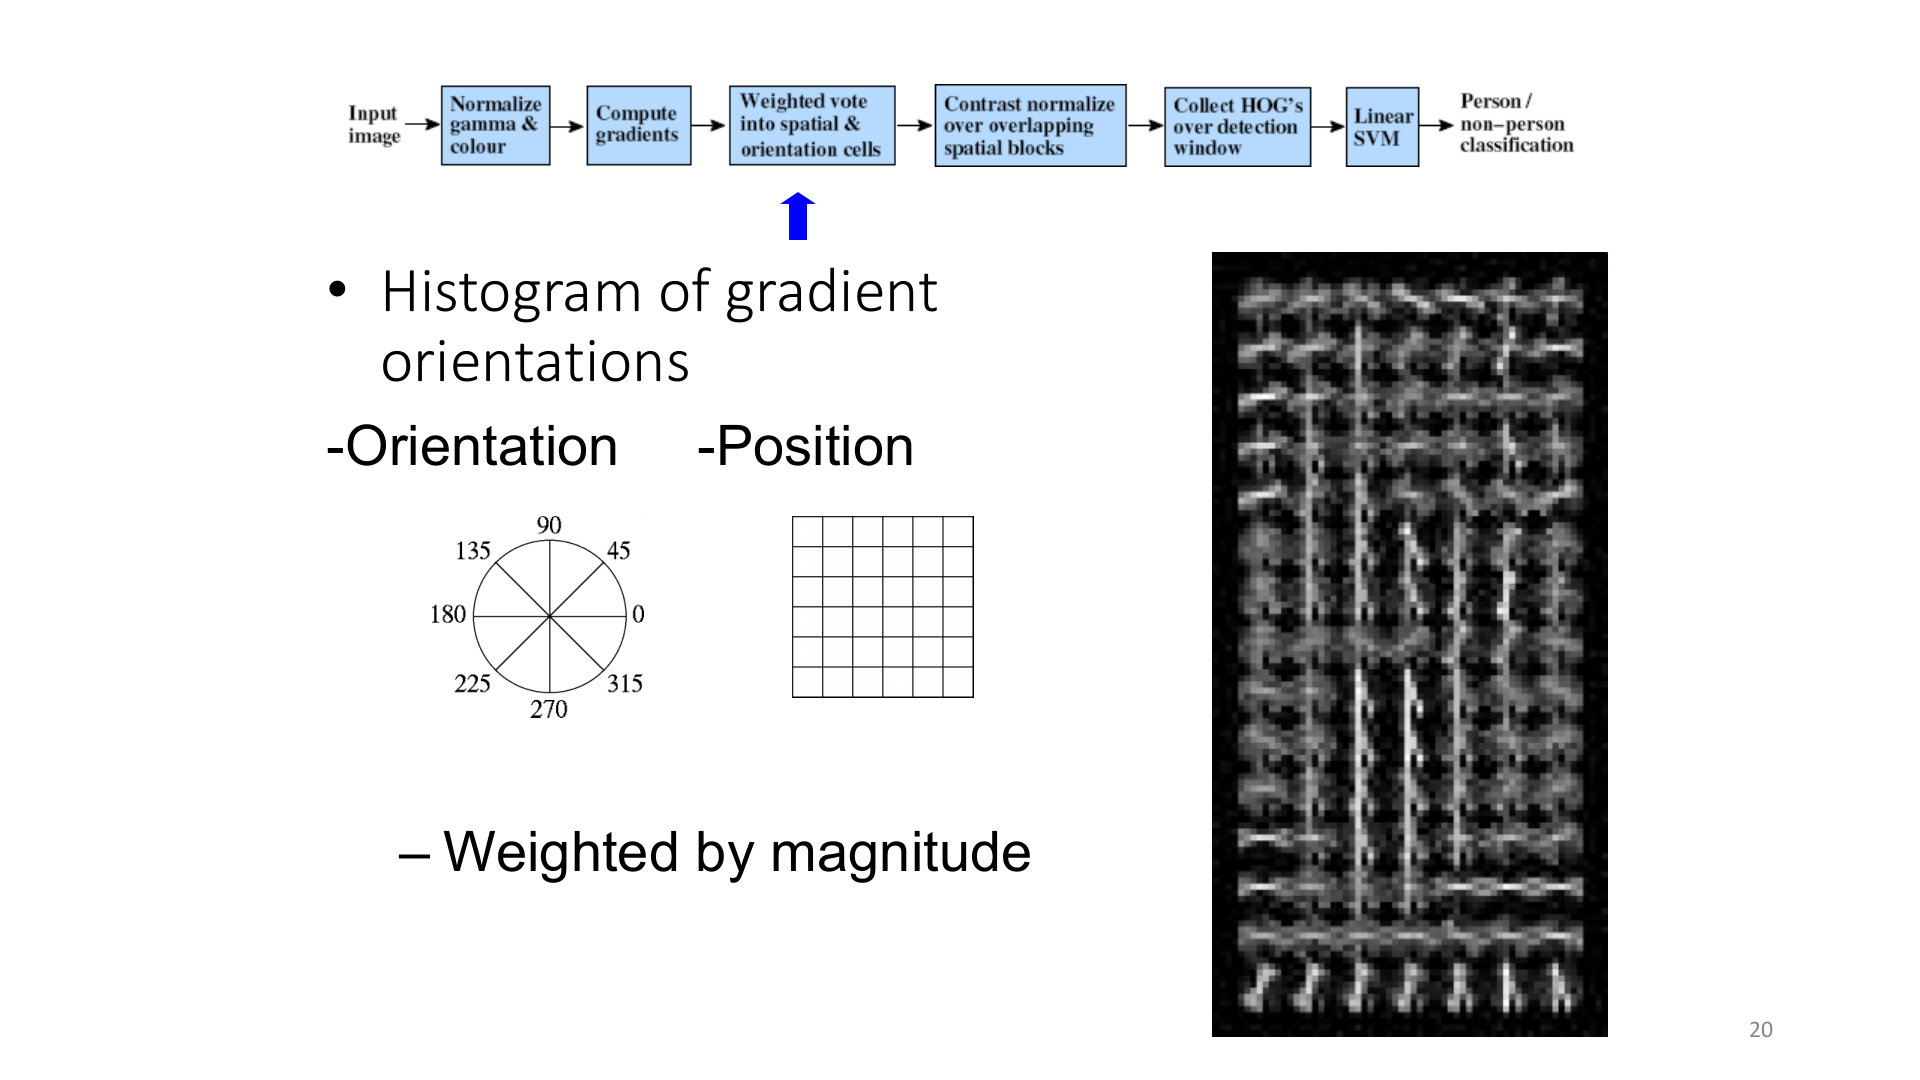 Input
image
Normalize
gamma &
colour
Compute
gradients
Weighted vote
into spatial &
orientation cells
Contrast normalize
over overlapping
spatial blocks
Collect HOG's
over detection
window
Linear
SVM
Person /
non–person
classification
• Histogram of gradient
orientations
-Orientation -Position
90
135 45
180 0
225 315
270
– Weighted by magnitude
20